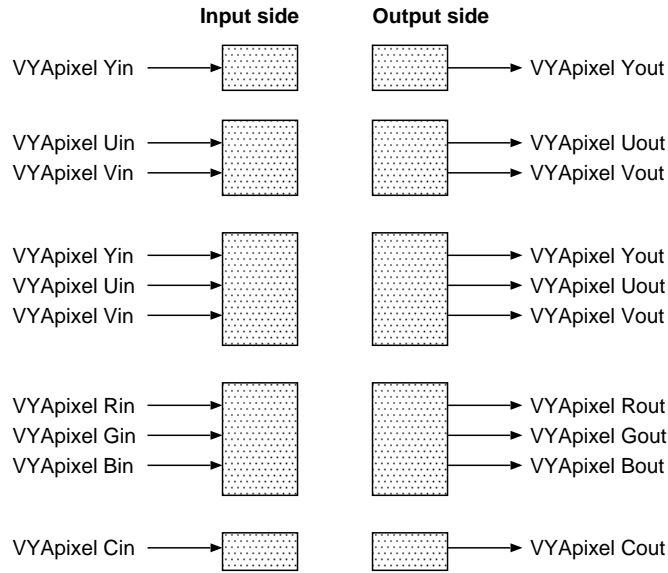 Input side Output side
VYApixel Yin VYApixel Yout
VYApixel Uin VYApixel Uout
VYApixel Vin VYApixel Vout
VYApixel Yin VYApixel Yout
VYApixel Uin VYApixel Uout
VYApixel Vin VYApixel Vout
VYApixel Rin VYApixel Rout
VYApixel Gin VYApixel Gout
VYApixel Bin VYApixel Bout
VYApixel Cin VYApixel Cout